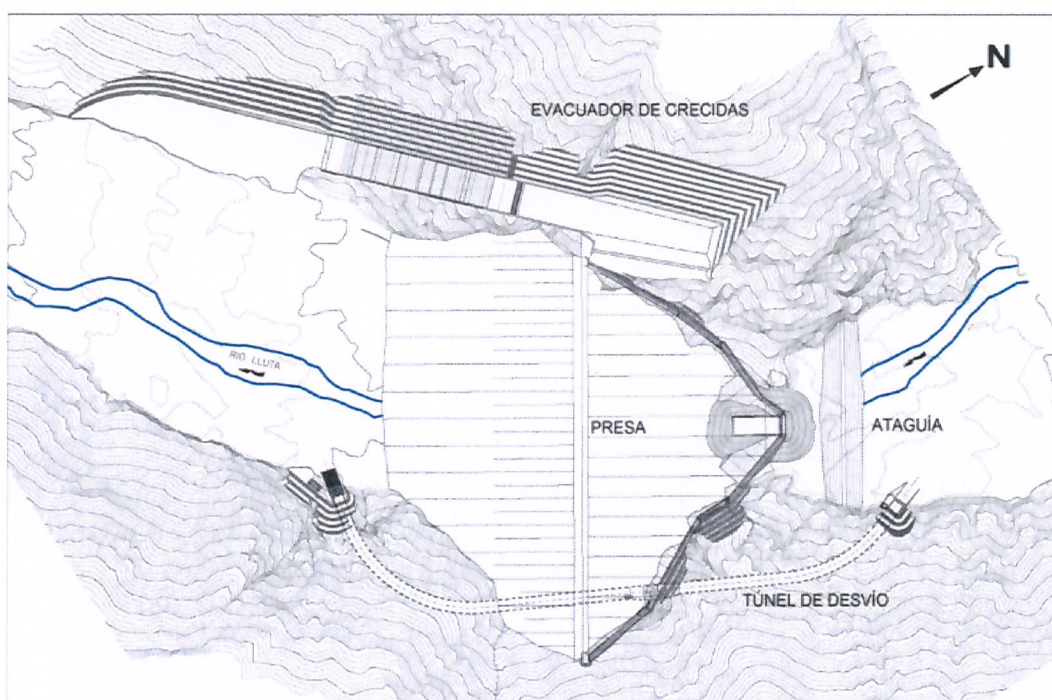 N
EVACUADOR DE CRECIDAS
RIO LLUTA
PRESA
ATAGUÍA
TÚNEL DE DESVÍO